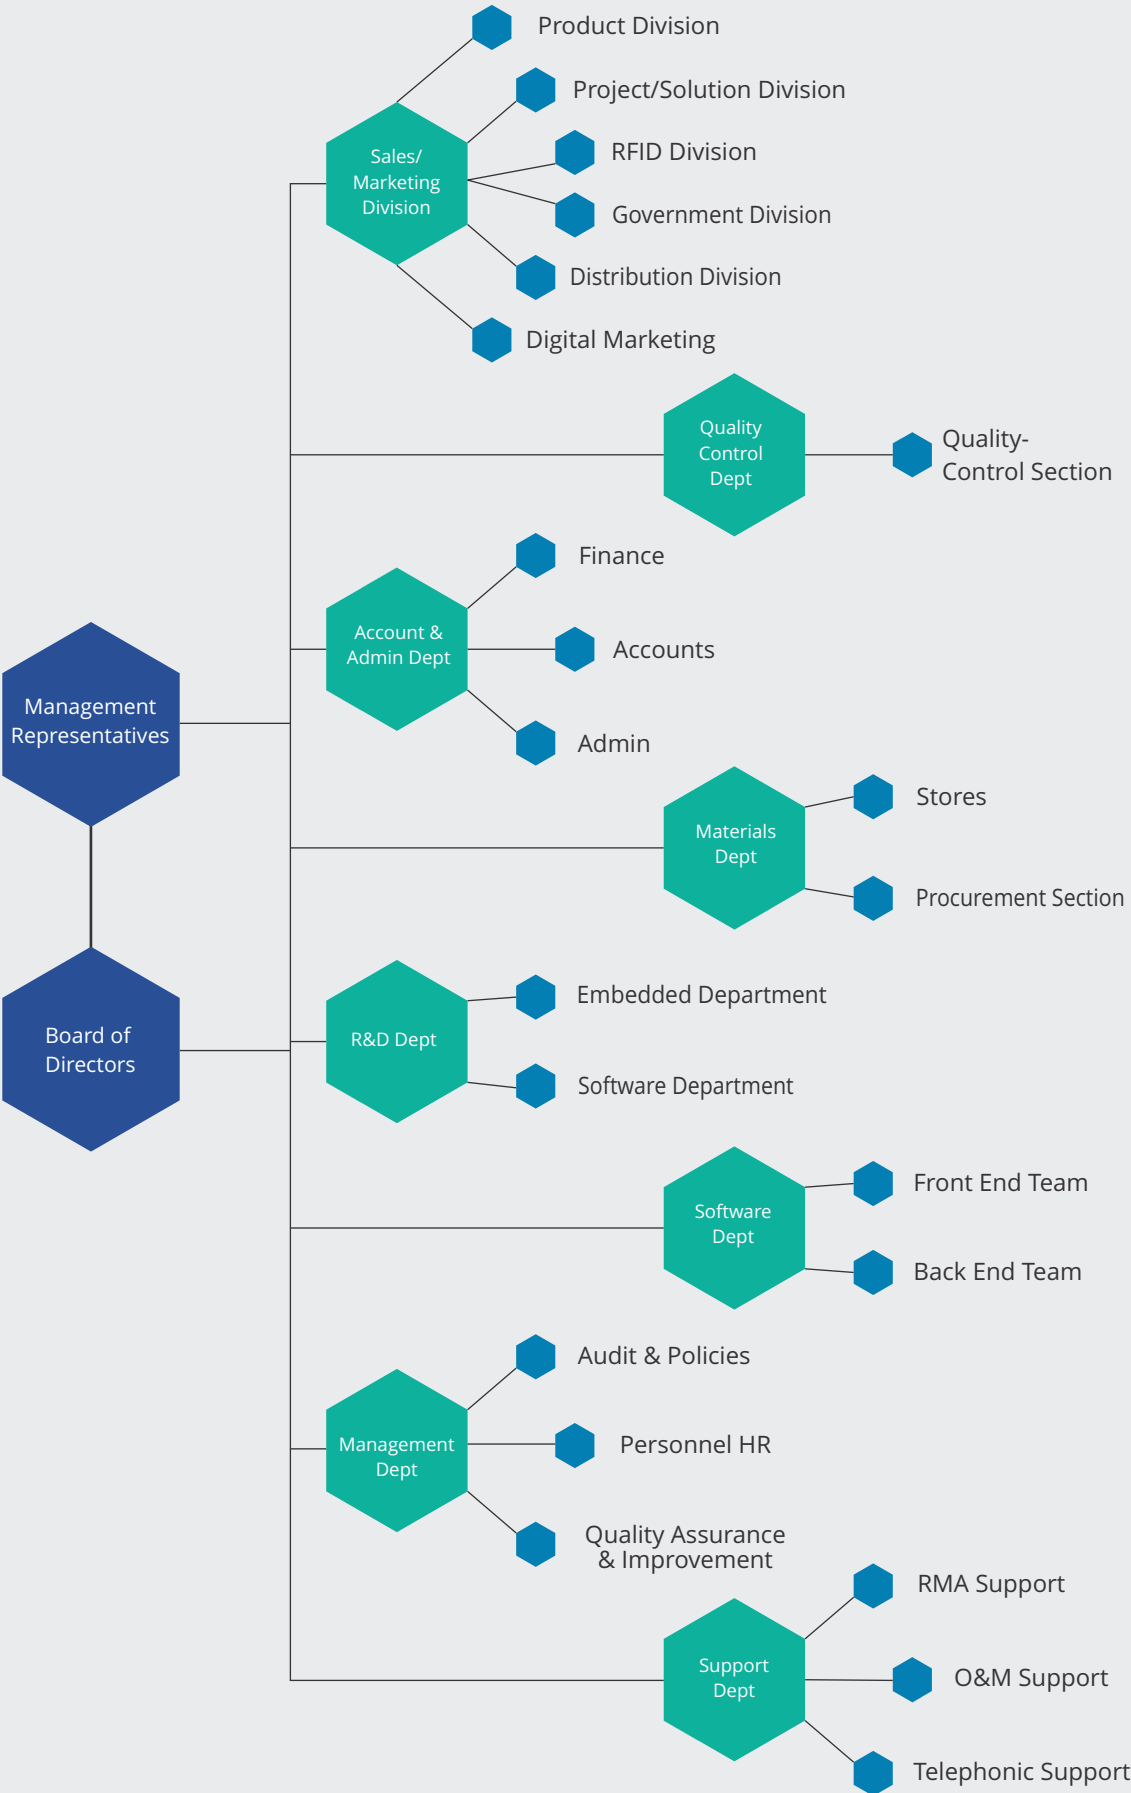 Product Division
Project/Solution Division
RFID Division
Government Division
Distribution Division
Digital Marketing
Sales/
Marketing
Division
Quality
Control
Dept
Quality-
Control Section
Finance
Accounts
Admin
Account &
Admin Dept
Management
Representatives
Materials
Dept
Stores
Procurement Section
Board of
Directors
R&D Dept
Embedded Department
Software Department
Software
Dept
Front End Team
Back End Team
Management
Dept
Audit & Policies
Personnel HR
Quality Assurance
& Improvement
Support
Dept
RMA Support
O&M Support
Telephonic Support